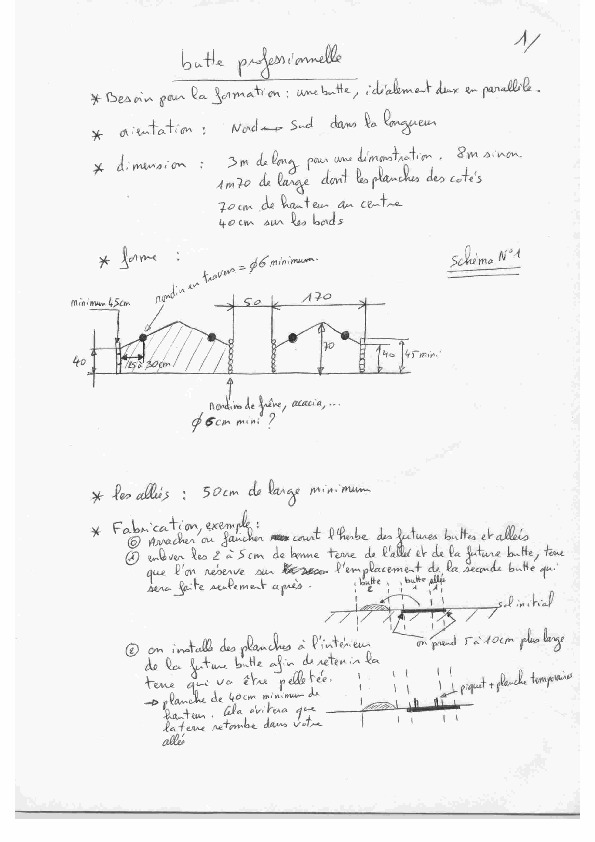 1/
butte professionnelle
* Besoin pour la formation : une butte, idéalement deux en parallèle.
* orientation : Nord → Sud dans la longueur
* dimension : 3m de long pour une démonstration. 8m sinon.
1m70 de large dont les planches des cotés
70cm de hauteur au centre
40cm sur les bords
* forme :
Schéma N°1
rondin en travers = ϕ6 minimum.
minimum 45cm
50
170
40
25 à 30cm
70
40
45 min.
rondins de frêne, acacia,...
ϕ 6cm mini ?
* les allées : 50cm de large minimum
* Fabrication, exemple :
⓪ Arracher ou faucher court l'herbe des futures buttes et allées
① enlever les 2 à 5cm de bonne terre de l'allée et de la future butte, terre
que l'on réserve sur l'emplacement de la seconde butte qui
sera faite seulement après.
butte 2
butte 1
allée 1
sol initial
on prend 5 à 10cm plus large
② on installe des planches à l'intérieur
de la future butte afin de retenir la
terre qui va être pelletée.
→ planche de 40cm minimum de
hauteur. Cela évitera que
la terre retombe dans votre
allée
piquet + planche temporaires